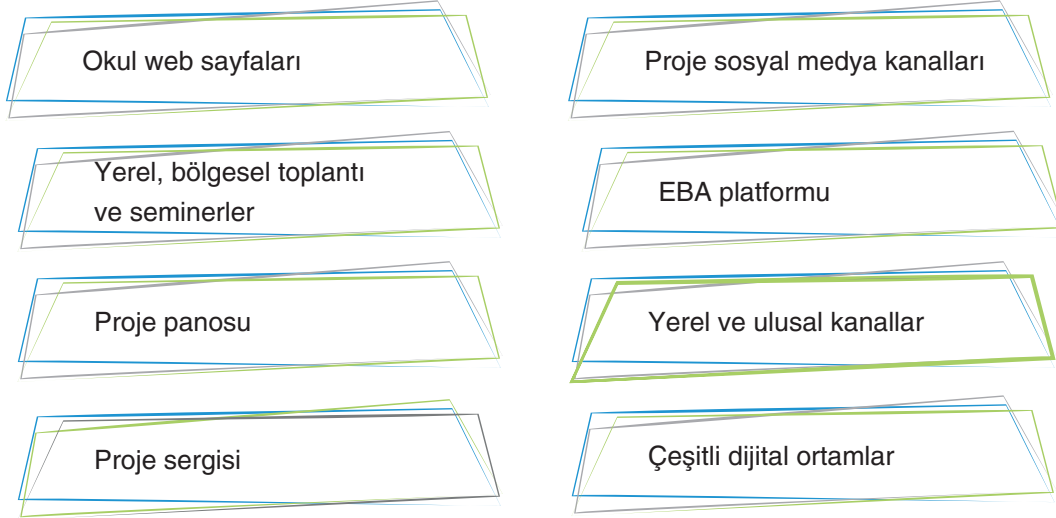 Okul web sayfaları
Proje sosyal medya kanalları
Yerel, bölgesel toplantı
ve seminerler
EBA platformu
Proje panosu
Yerel ve ulusal kanallar
Proje sergisi
Çeşitli dijital ortamlar